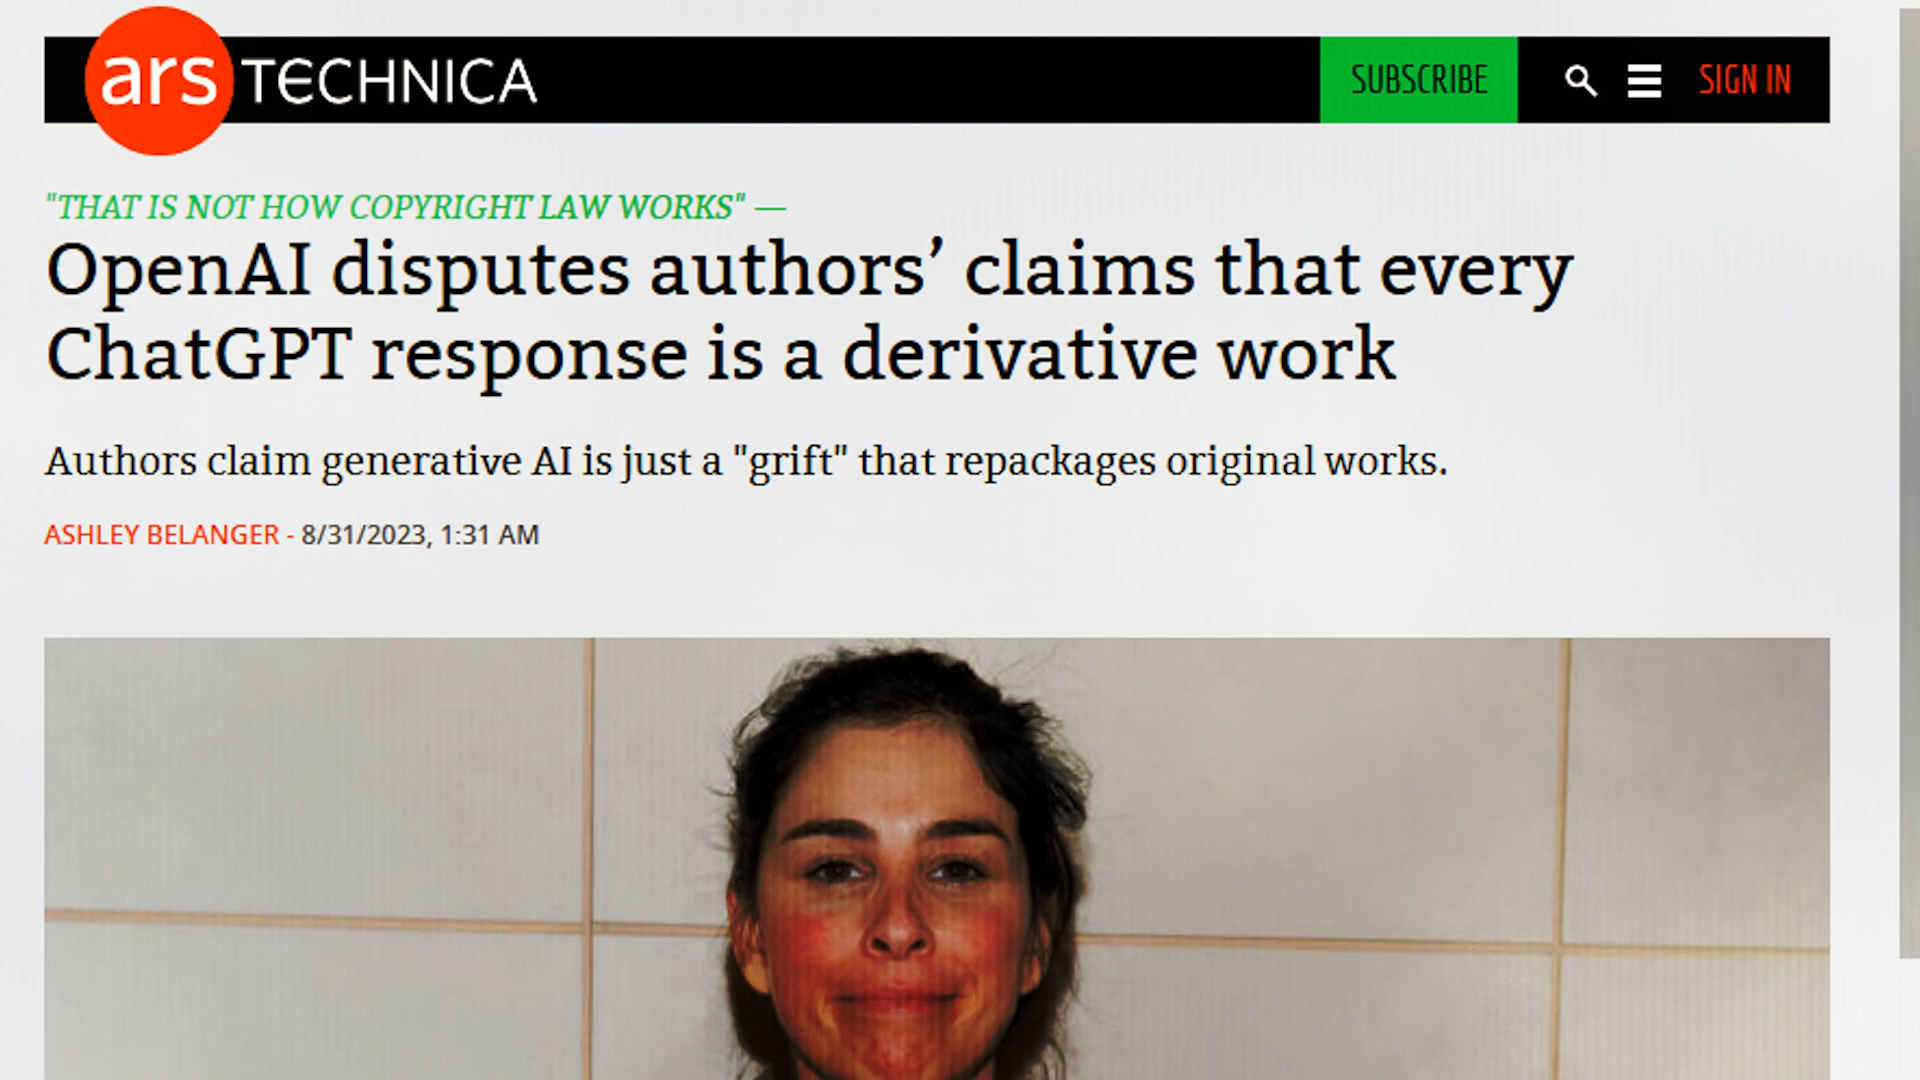 ars TECHNICA
SUBSCRIBE
SIGN IN
"THAT IS NOT HOW COPYRIGHT LAW WORKS" —
OpenAI disputes authors’ claims that every
ChatGPT response is a derivative work
Authors claim generative AI is just a "grift" that repackages original works.
ASHLEY BELANGER - 8/31/2023, 1:31 AM